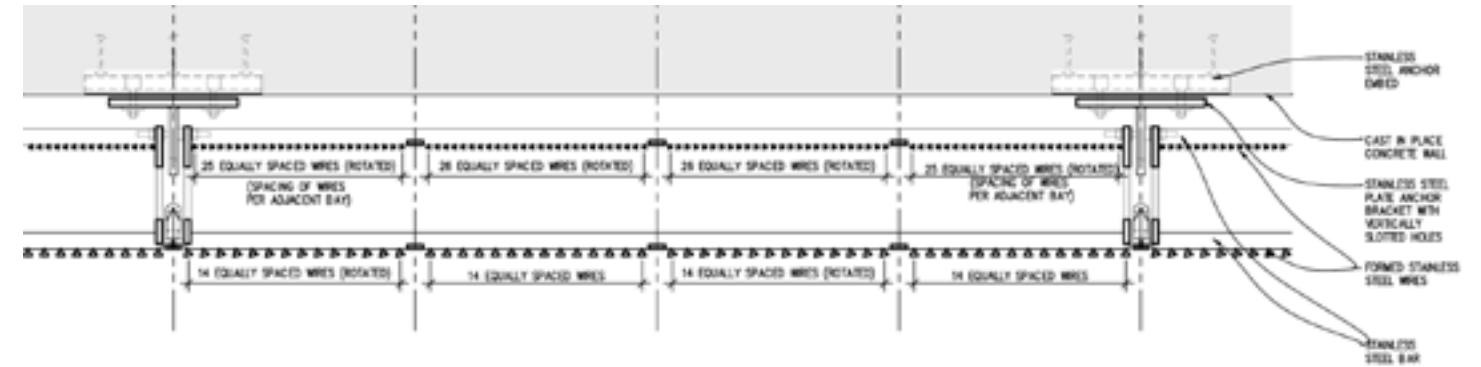 STAINLESS
STEEL ANCHOR
EMBED
CAST IN PLACE
CONCRETE WALL
25 EQUALLY SPACED WIRES (ROTATED)
(SPACING OF WIRES
PER ADJACENT BAY)
26 EQUALLY SPACED WIRES (ROTATED)
26 EQUALLY SPACED WIRES (ROTATED)
25 EQUALLY SPACED WIRES (ROTATED)
(SPACING OF WIRES
PER ADJACENT BAY)
STAINLESS STEEL
PLATE ANCHOR
BRACKET WITH
VERTICALLY
SLOTTED HOLES
14 EQUALLY SPACED WIRES (ROTATED)
14 EQUALLY SPACED WIRES
14 EQUALLY SPACED WIRES (ROTATED)
14 EQUALLY SPACED WIRES
FORMED STAINLESS
STEEL WIRES
STAINLESS
STEEL BAR